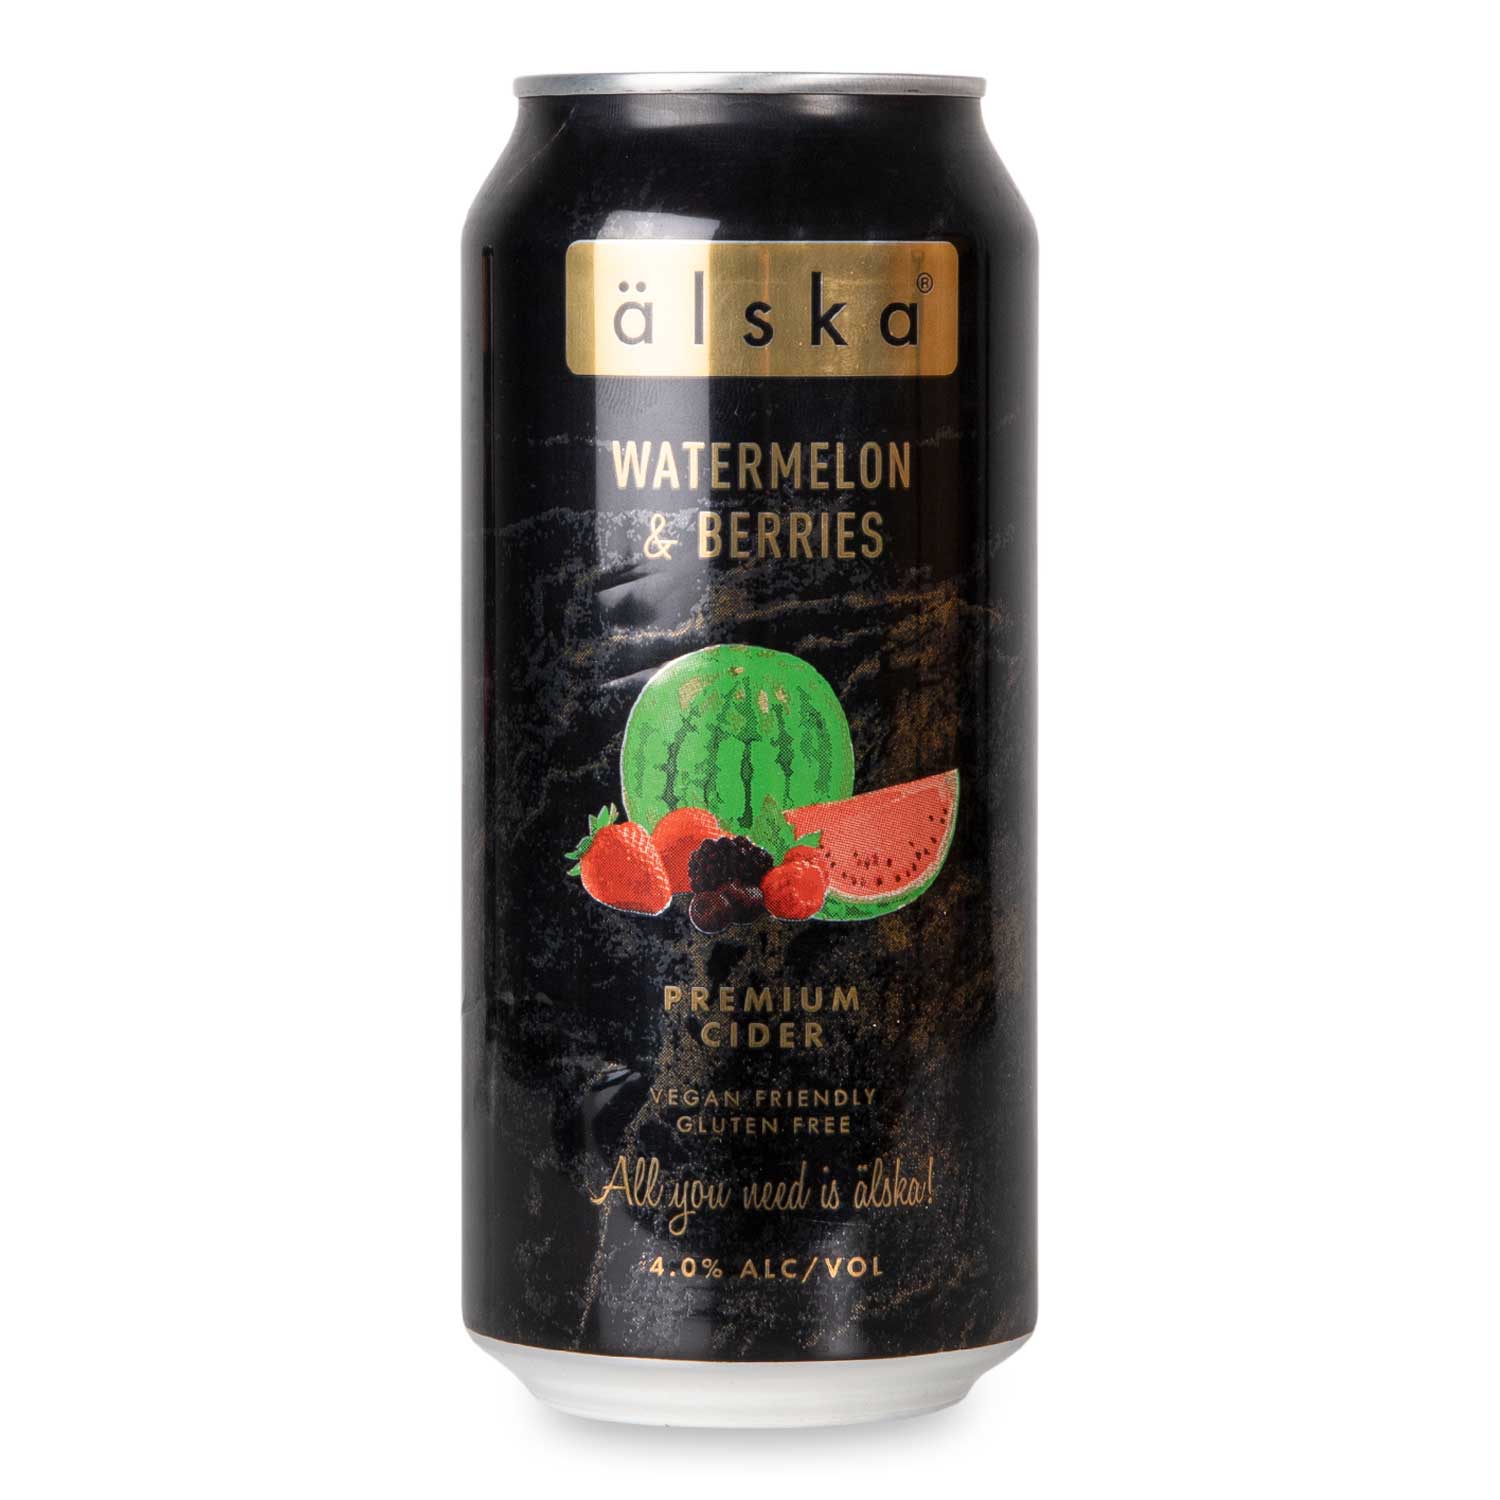 älska®
WATERMELON
& BERRIES
PREMIUM
CIDER
VEGAN FRIENDLY
GLUTEN FREE
All you need is älska!
4.0% ALC/VOL